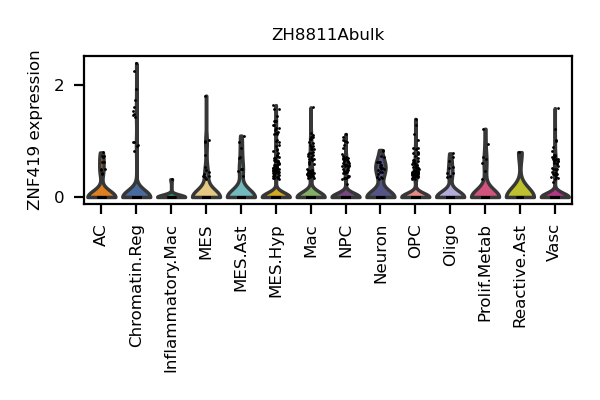 ZH8811Abulk
ZNF419 expression
2
0
AC
Chromatin.Reg
Inflammatory.Mac
MES
MES.Ast
MES.Hyp
Mac
NPC
Neuron
OPC
Oligo
Prolif.Metab
Reactive.Ast
Vasc